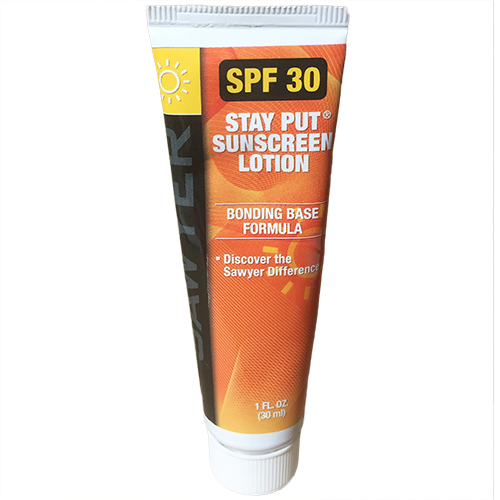 SPF 30
STAY PUT®
SUNSCREEN
LOTION
BONDING BASE
FORMULA
• Discover the
Sawyer Difference
SAWYER
1 FL. OZ.
(30 ml)